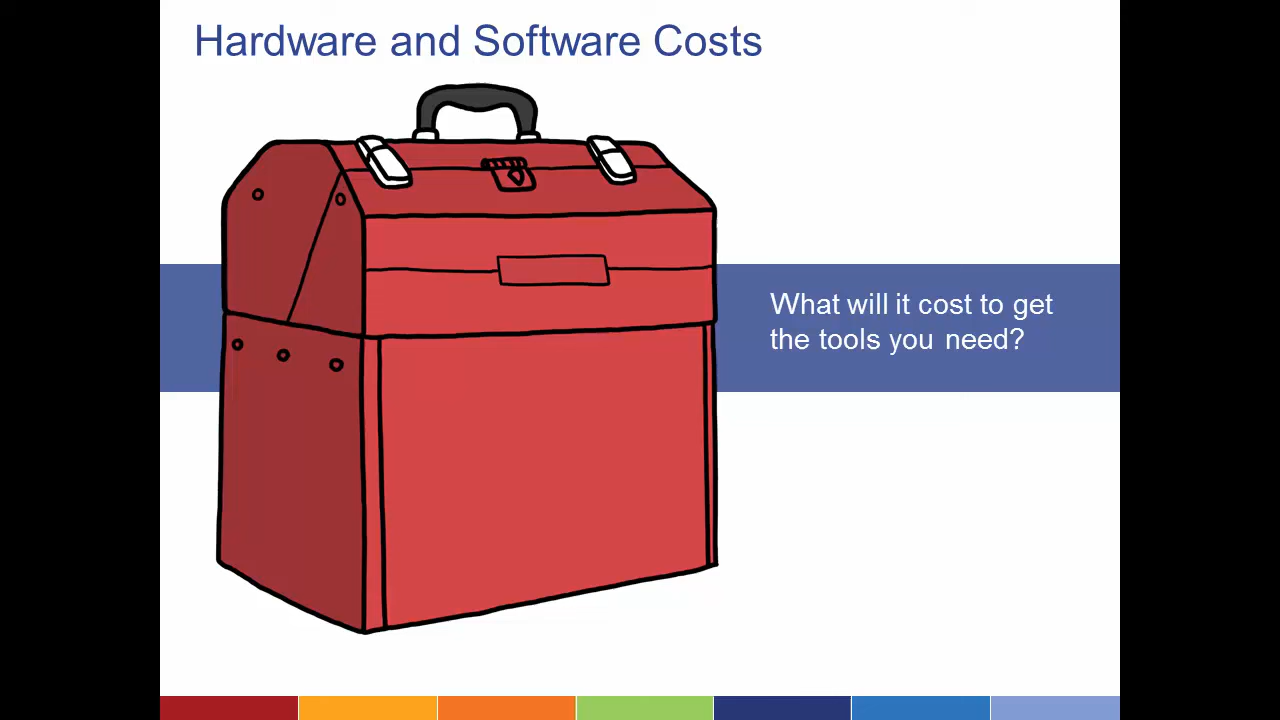 Hardware and Software Costs
What will it cost to get
the tools you need?